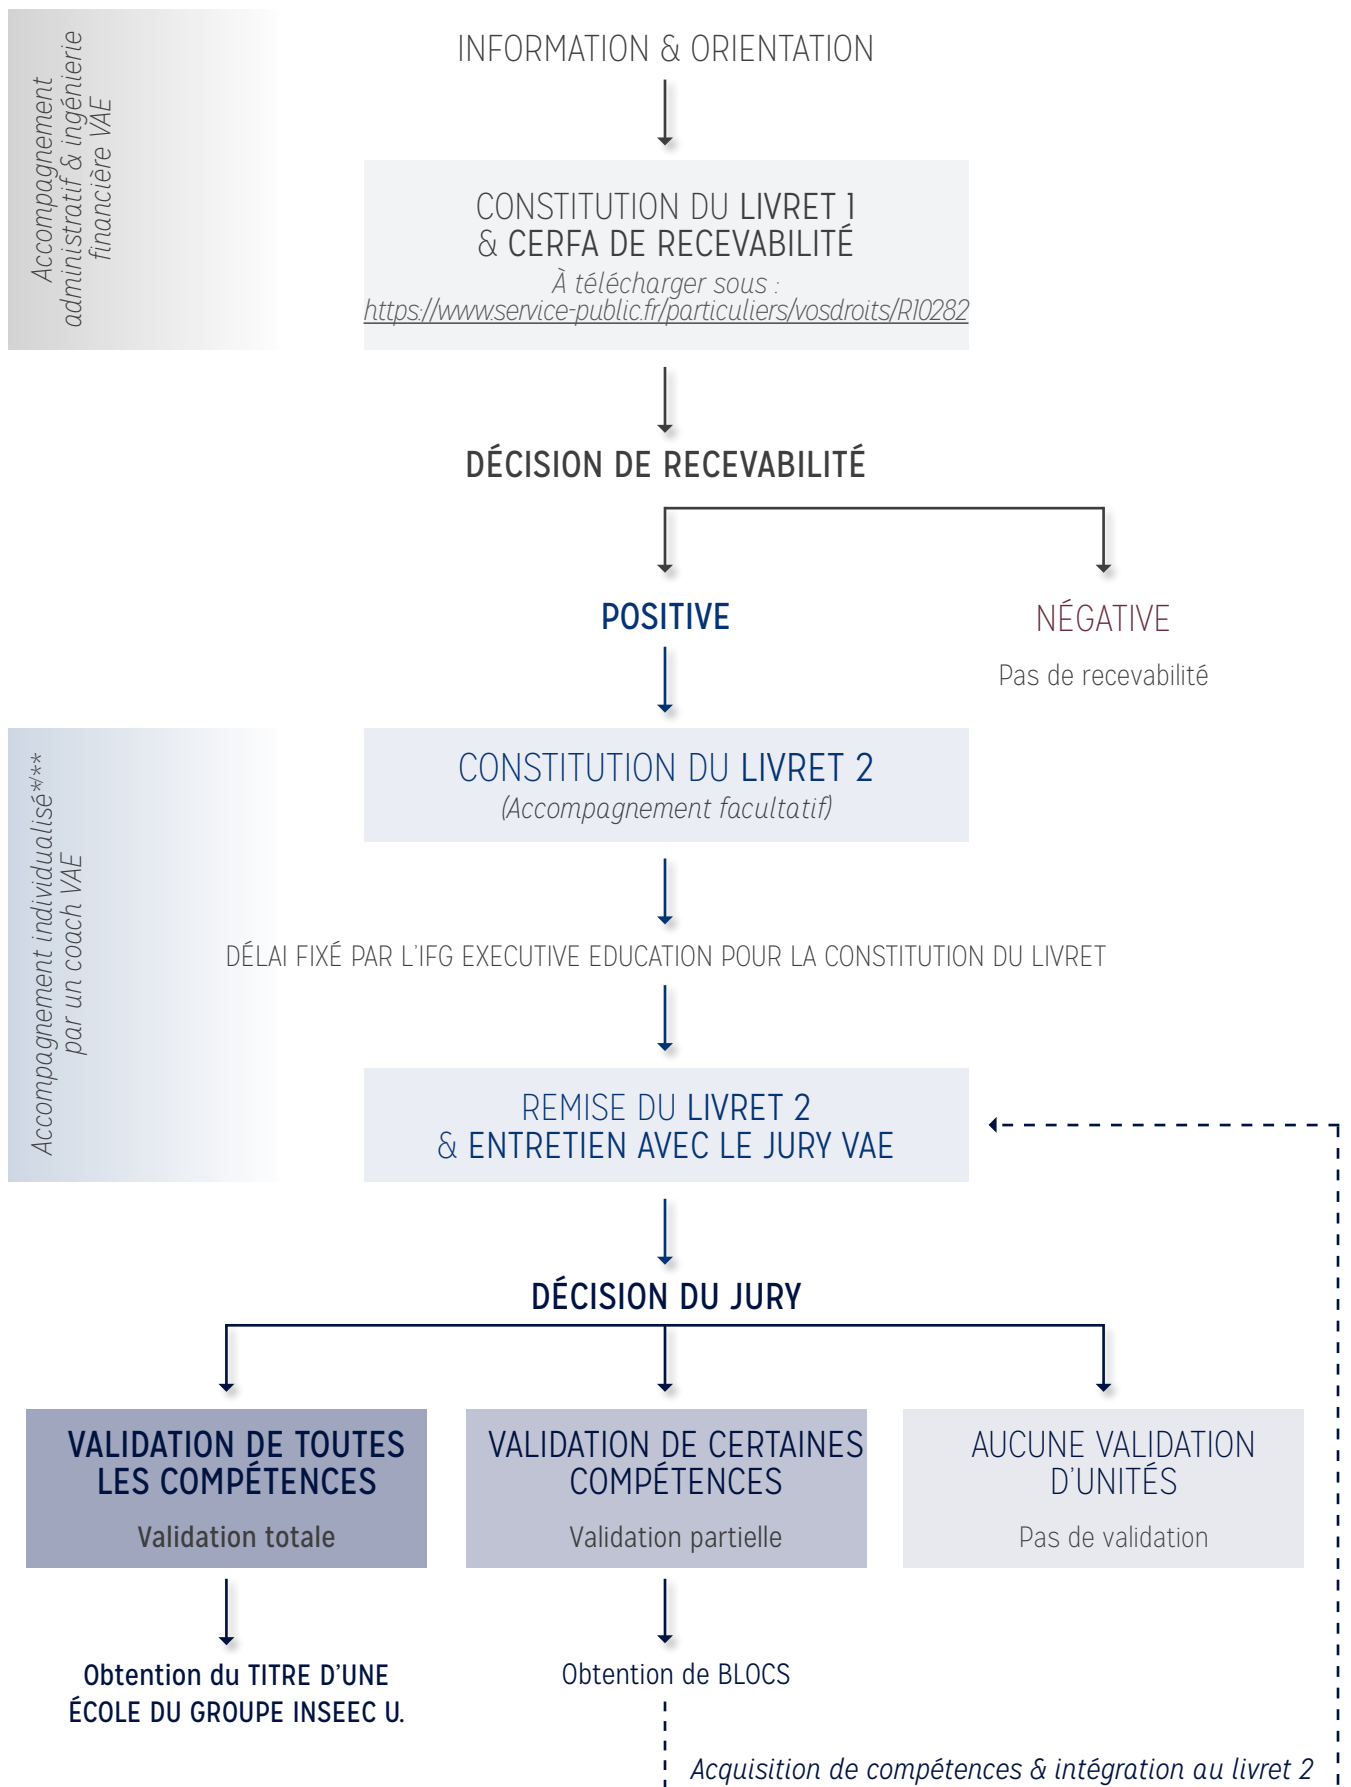 Accompagnement
administratif & ingénierie
financière VAE
INFORMATION & ORIENTATION
CONSTITUTION DU LIVRET 1
& CERFA DE RECEVABILITÉ
À télécharger sous :
https://www.service-public.fr/particuliers/vosdroits/R10282
DÉCISION DE RECEVABILITÉ
POSITIVE
NÉGATIVE
Pas de recevabilité
Accompagnement individualisé*/**
par un coach VAE
CONSTITUTION DU LIVRET 2
(Accompagnement facultatif)
DÉLAI FIXÉ PAR L'IFG EXECUTIVE EDUCATION POUR LA CONSTITUTION DU LIVRET
REMISE DU LIVRET 2
& ENTRETIEN AVEC LE JURY VAE
DÉCISION DU JURY
VALIDATION DE TOUTES
LES COMPÉTENCES
Validation totale
VALIDATION DE CERTAINES
COMPÉTENCES
Validation partielle
AUCUNE VALIDATION
D'UNITÉS
Pas de validation
Obtention du TITRE D'UNE
ÉCOLE DU GROUPE INSEEC U.
Obtention de BLOCS
Acquisition de compétences & intégration au livret 2